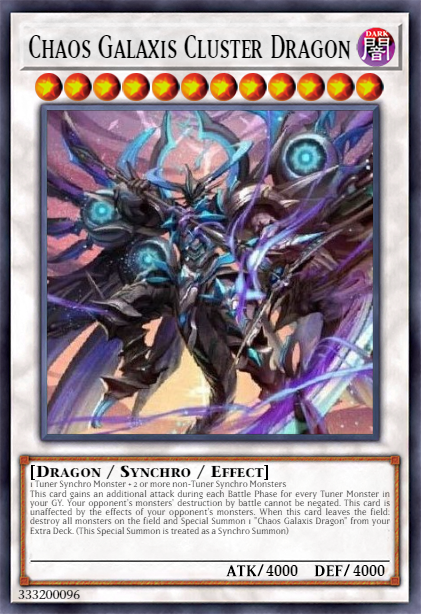 CHAOS GALAXIS CLUSTER DRAGON
DARK
闇
[DRAGON / SYNCHRO / EFFECT]
1 Tuner Synchro Monster + 2 or more non-Tuner Synchro Monsters
This card gains an additional attack during each Battle Phase for every Tuner Monster in
your GY. Your opponent's monsters' destruction by battle cannot be negated. This card is
unaffected by the effects of your opponent's monsters. When this card leaves the field:
destroy all monsters on the field and Special Summon 1 "Chaos Galaxis Dragon" from your
Extra Deck. (This Special Summon is treated as a Synchro Summon)
ATK/4000 DEF/4000
333200096